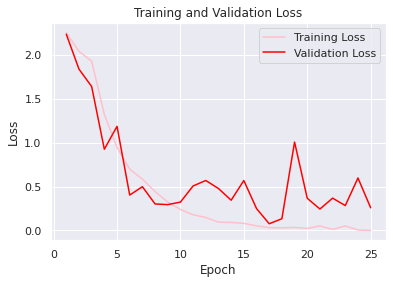 Training and Validation Loss
Training Loss
Validation Loss
2.0
1.5
1.0
0.5
0.0
Loss
0 5 10 15 20 25
Epoch